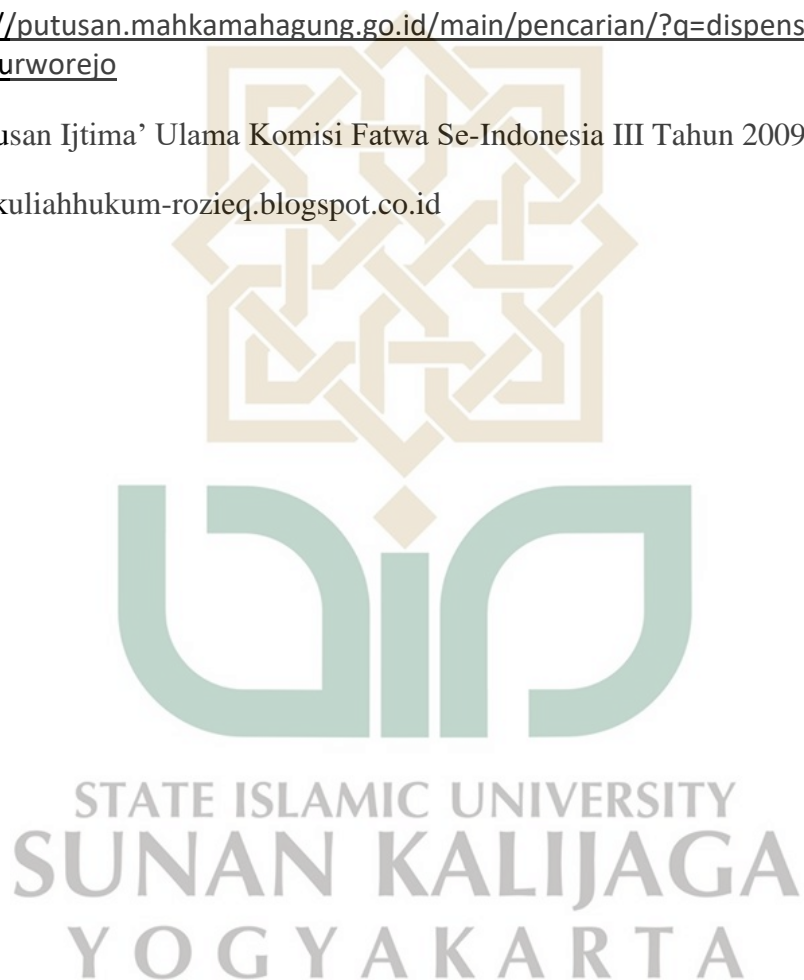 //putusan.mahkamahagung.go.id/main/pencarian/?q=dispens
urworejo
usan Ijtima’ Ulama Komisi Fatwa Se-Indonesia III Tahun 2009
kuliahhukum-rozieq.blogspot.co.id
uin
STATE ISLAMIC UNIVERSITY
SUNAN KALIJAGA
YOGYAKARTA